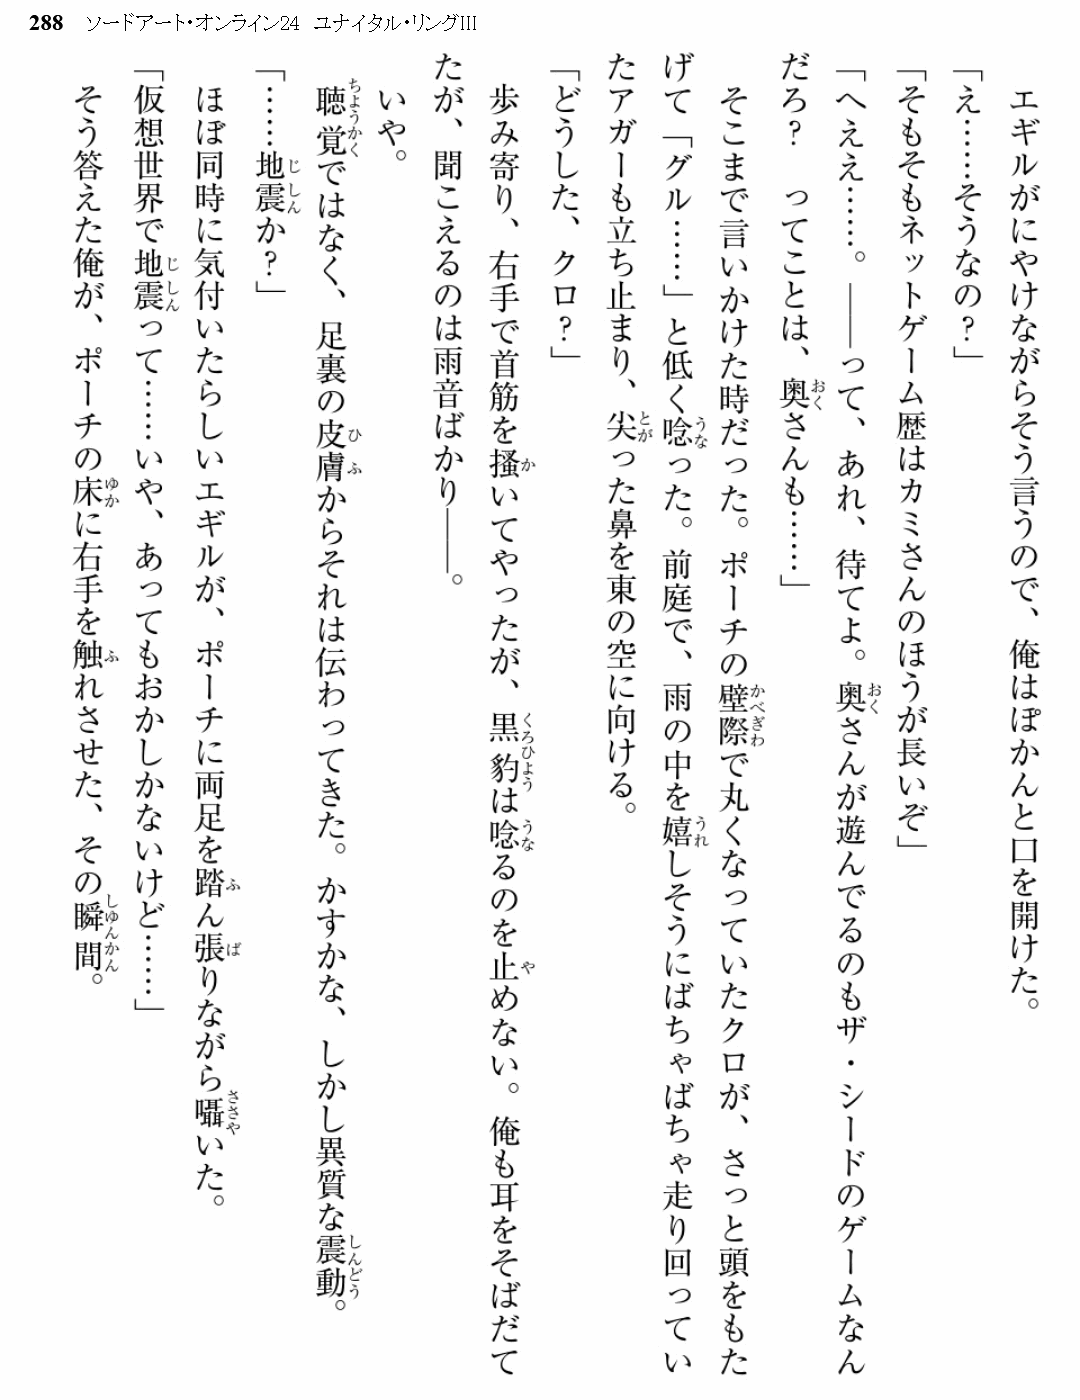 288　ソードアート・オンライン24　ユナイタル・リングIII
　エギルがにやけながらそう言うので、俺はぽかんと口を開けた。
「え……そうなの？」
「そもそもネットゲーム歴はカミさんのほうが長いぞ」
「へええ……。――って、あれ、待てよ。奥さんが遊んでるのもザ・シードのゲームなん
だろ？　ってことは、奥さんも……」
　そこまで言いかけた時だった。ポーチの壁際で丸くなっていたクロが、さっと頭をもた
げて「グル……」と低く唸った。前庭で、雨の中を嬉しそうにばちゃばちゃ走り回ってい
たアガーも立ち止まり、尖った鼻を東の空に向ける。
「どうした、クロ？」
　歩み寄り、右手で首筋を掻いてやったが、黒豹は唸るのを止めない。俺も耳をそばだて
たが、聞こえるのは雨音ばかり――。
　いや。
　聴覚ではなく、足裏の皮膚からそれは伝わってきた。かすかな、しかし異質な震動。
「……地震か？」
　ほぼ同時に気付いたらしいエギルが、ポーチに両足を踏ん張りながら囁いた。
「仮想世界で地震って……いや、あってもおかしかないけど……」
　そう答えた俺が、ポーチの床に右手を触れさせた、その瞬間。